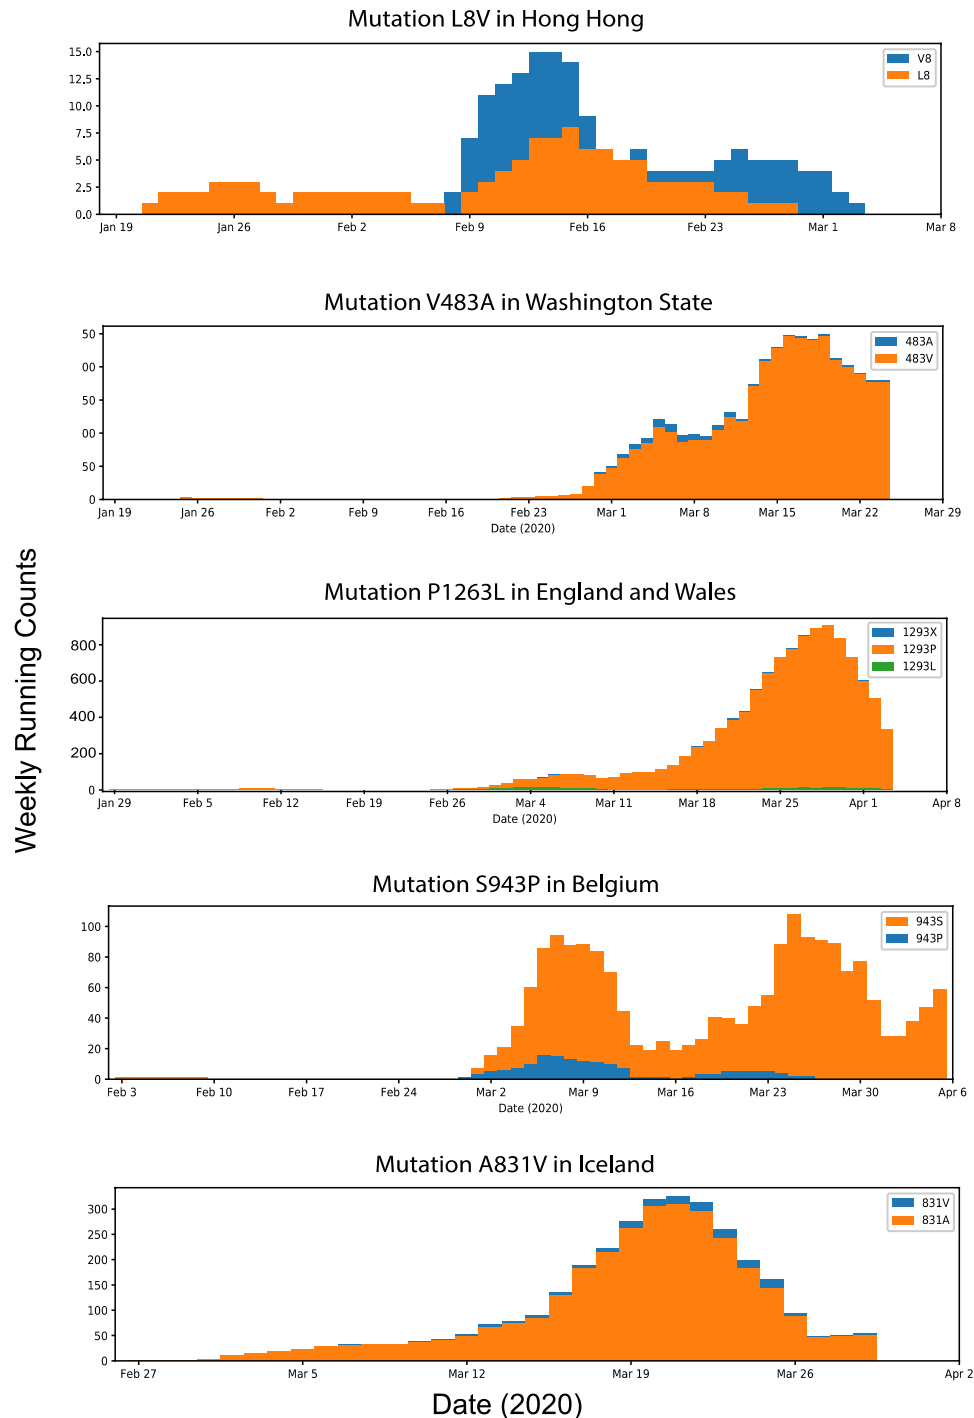 Mutation L8V in Hong Hong
15.0
12.5
10.0
7.5
5.0
2.5
0.0
V8
L8
Jan 19 Jan 26 Feb 2 Feb 9 Feb 16 Feb 23 Mar 1 Mar 8
Mutation V483A in Washington State
50
00
50
00
50
0
483A
483V
Jan 19 Jan 26 Feb 2 Feb 9 Feb 16 Feb 23 Mar 1 Mar 8 Mar 15 Mar 22 Mar 29
Date (2020)
Weekly Running Counts
Mutation P1263L in England and Wales
800
600
400
200
0
1293X
1293P
1293L
Jan 29 Feb 5 Feb 12 Feb 19 Feb 26 Mar 4 Mar 11 Mar 18 Mar 25 Apr 1 Apr 8
Date (2020)
Mutation S943P in Belgium
100
80
60
40
20
0
943S
943P
Feb 3 Feb 10 Feb 17 Feb 24 Mar 2 Mar 9 Mar 16 Mar 23 Mar 30 Apr 6
Date (2020)
Mutation A831V in Iceland
300
250
200
150
100
50
0
831V
831A
Feb 27 Mar 5 Mar 12 Mar 19 Mar 26 Apr 2
Date (2020)